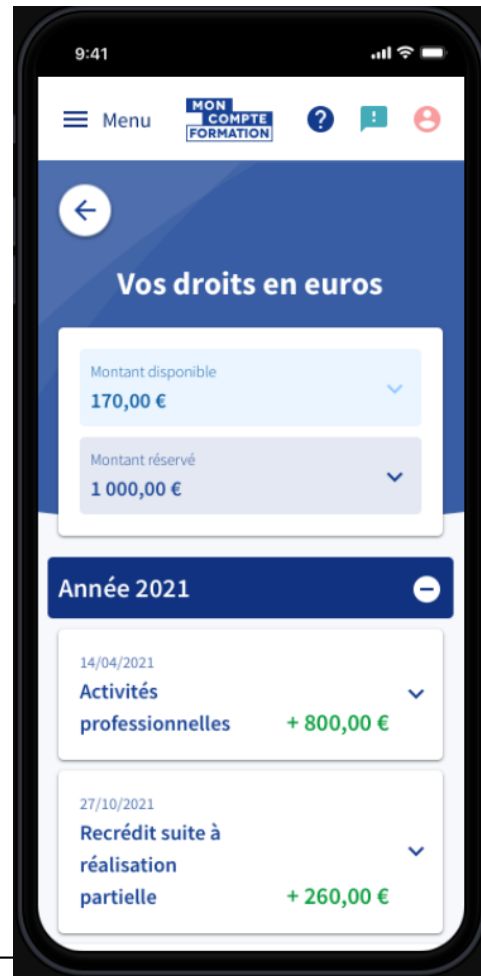 9:41
Menu
MON
COMPTE
FORMATION
?
!
Vos droits en euros
Montant disponible
170,00 €
Montant réservé
1 000,00 €
Année 2021
14/04/2021
Activités
professionnelles + 800,00 €
27/10/2021
Recrédit suite à
réalisation
partielle + 260,00 €